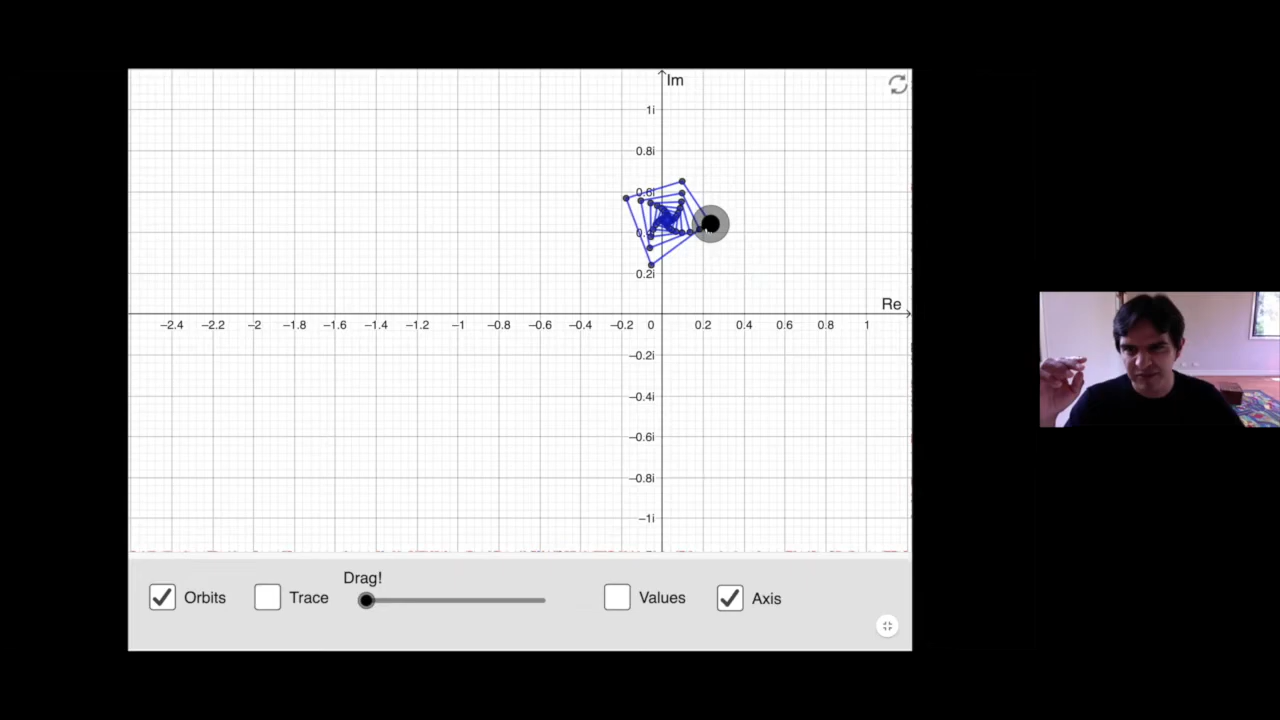 Im
1i
0.8i
0.6i
0.2i
Re
−2.4 −2.2 −2 −1.8 −1.6 −1.4 −1.2 −1 −0.8 −0.6 −0.4 −0.2 0 0.2 0.4 0.6 0.8 1
−0.2i
−0.4i
−0.6i
−0.8i
−1i
Drag!
Orbits Trace Values Axis